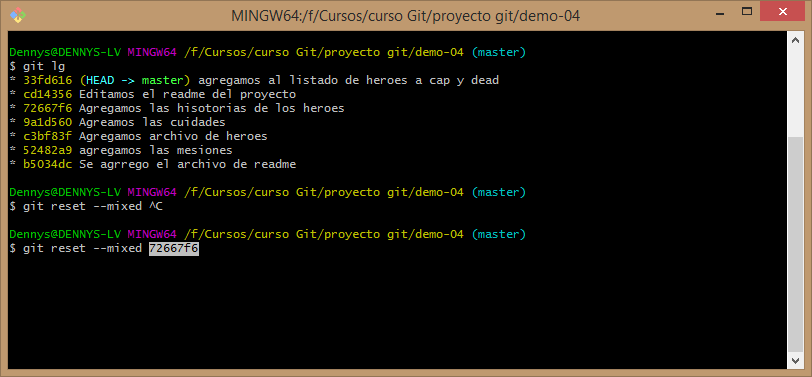 MINGW64:/f/Cursos/curso Git/proyecto git/demo-04
Dennys@DENNYS-LV MINGW64 /f/Cursos/curso Git/proyecto git/demo-04 (master)
$ git lg
* 33fd616 (HEAD -> master) agregamos al listado de heroes a cap y dead
* cd14356 Editamos el readme del proyecto
* 72667f6 Agregamos las hisotorias de los heroes
* 9a1d560 Agreamos las cuidades
* c3bf83f Agregamos archivo de heroes
* 52482a9 agregamos las mesiones
* b5034dc Se agrrego el archivo de readme
Dennys@DENNYS-LV MINGW64 /f/Cursos/curso Git/proyecto git/demo-04 (master)
$ git reset --mixed ^C
Dennys@DENNYS-LV MINGW64 /f/Cursos/curso Git/proyecto git/demo-04 (master)
$ git reset --mixed 72667f6